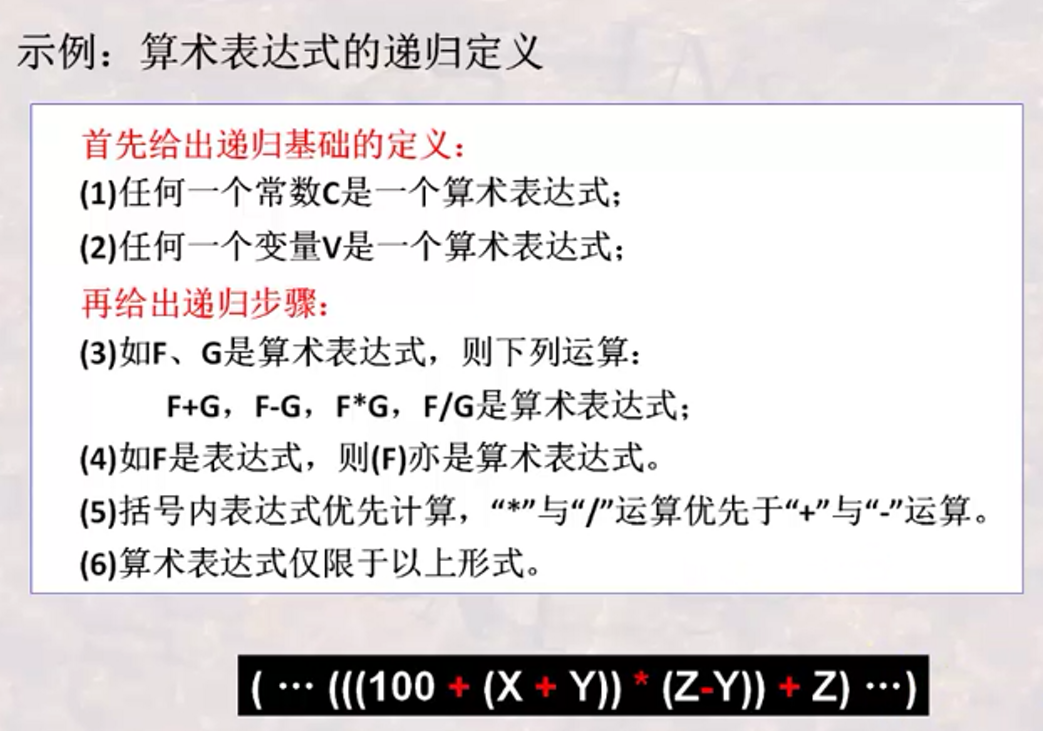 示例：算术表达式的递归定义
首先给出递归基础的定义：
(1)任何一个常数C是一个算术表达式；
(2)任何一个变量V是一个算术表达式；
再给出递归步骤：
(3)如F、G是算术表达式，则下列运算：
F+G，F-G，F*G，F/G是算术表达式；
(4)如F是表达式，则(F)亦是算术表达式。
(5)括号内表达式优先计算，“*”与“/”运算优先于“+”与“-”运算。
(6)算术表达式仅限于以上形式。
( … (((100 + (X + Y)) * (Z-Y)) + Z) …)